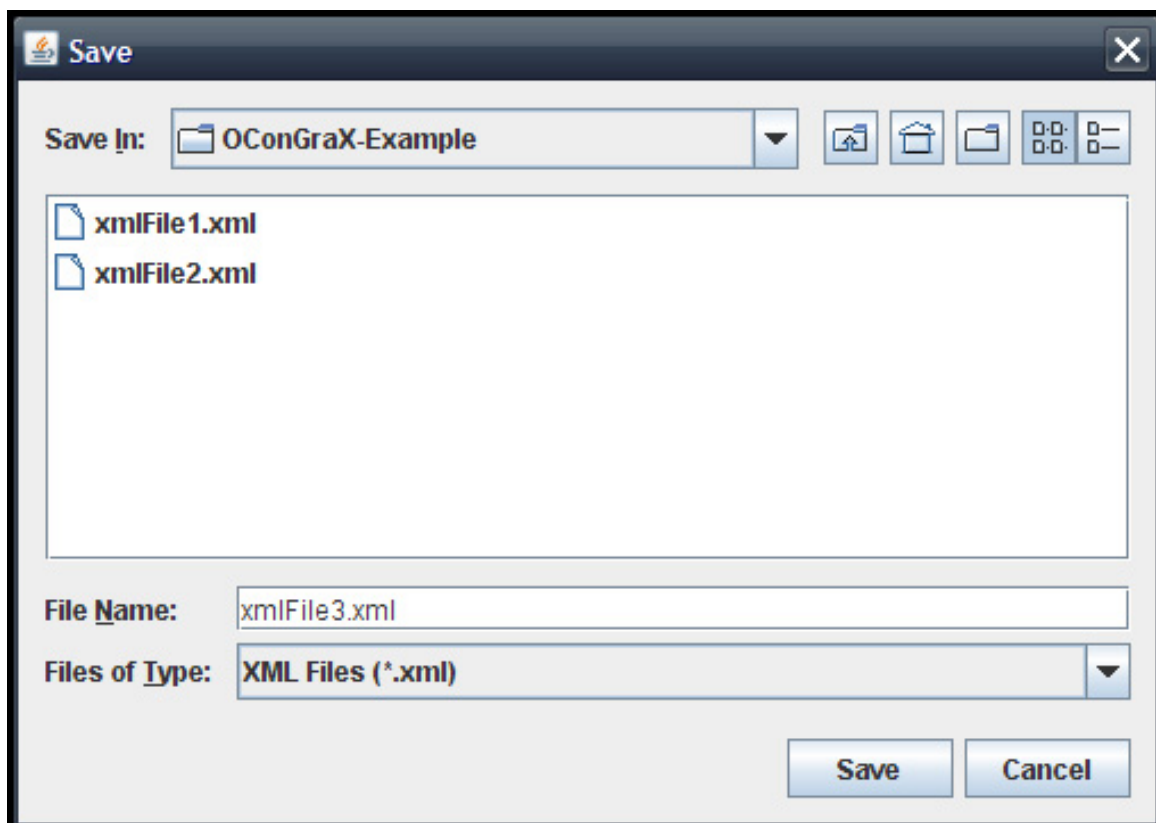 Save
Save In: OConGraX-Example
xmlFile1.xml
xmlFile2.xml
File Name: xmlFile3.xml
Files of Type: XML Files (*.xml)
Save Cancel